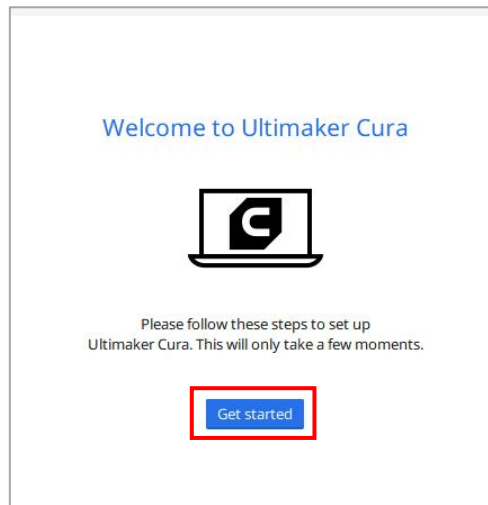 Welcome to Ultimaker Cura
Please follow these steps to set up
Ultimaker Cura. This will only take a few moments.
Get started